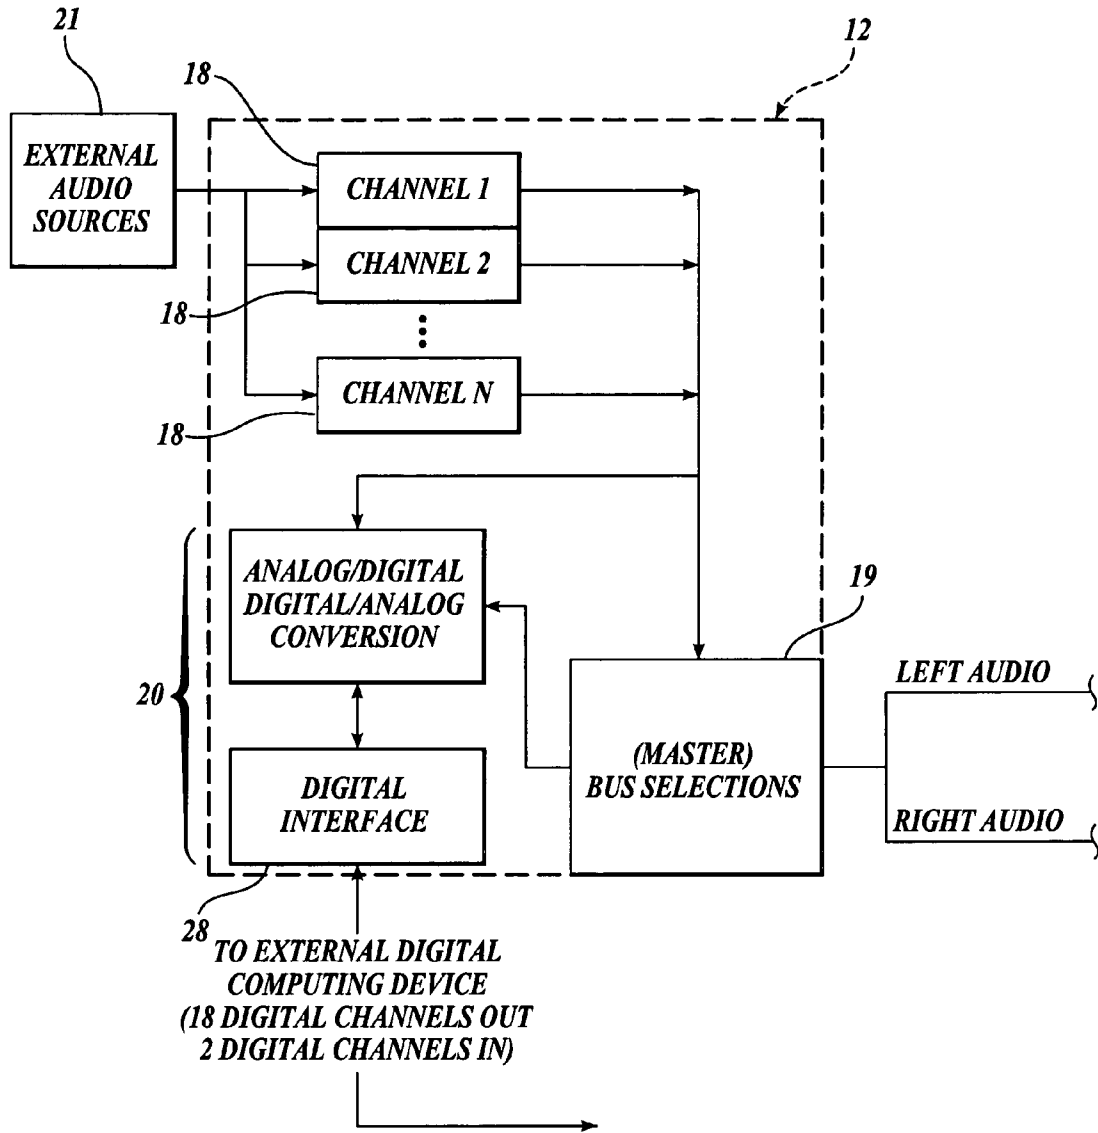 21
12
18
EXTERNAL
AUDIO
SOURCES
CHANNEL 1
CHANNEL 2
18
CHANNEL N
18
ANALOG/DIGITAL
DIGITAL/ANALOG
CONVERSION
19
20
LEFT AUDIO
(MASTER)
BUS SELECTIONS
DIGITAL
INTERFACE
RIGHT AUDIO
28
TO EXTERNAL DIGITAL
COMPUTING DEVICE
(18 DIGITAL CHANNELS OUT
2 DIGITAL CHANNELS IN)